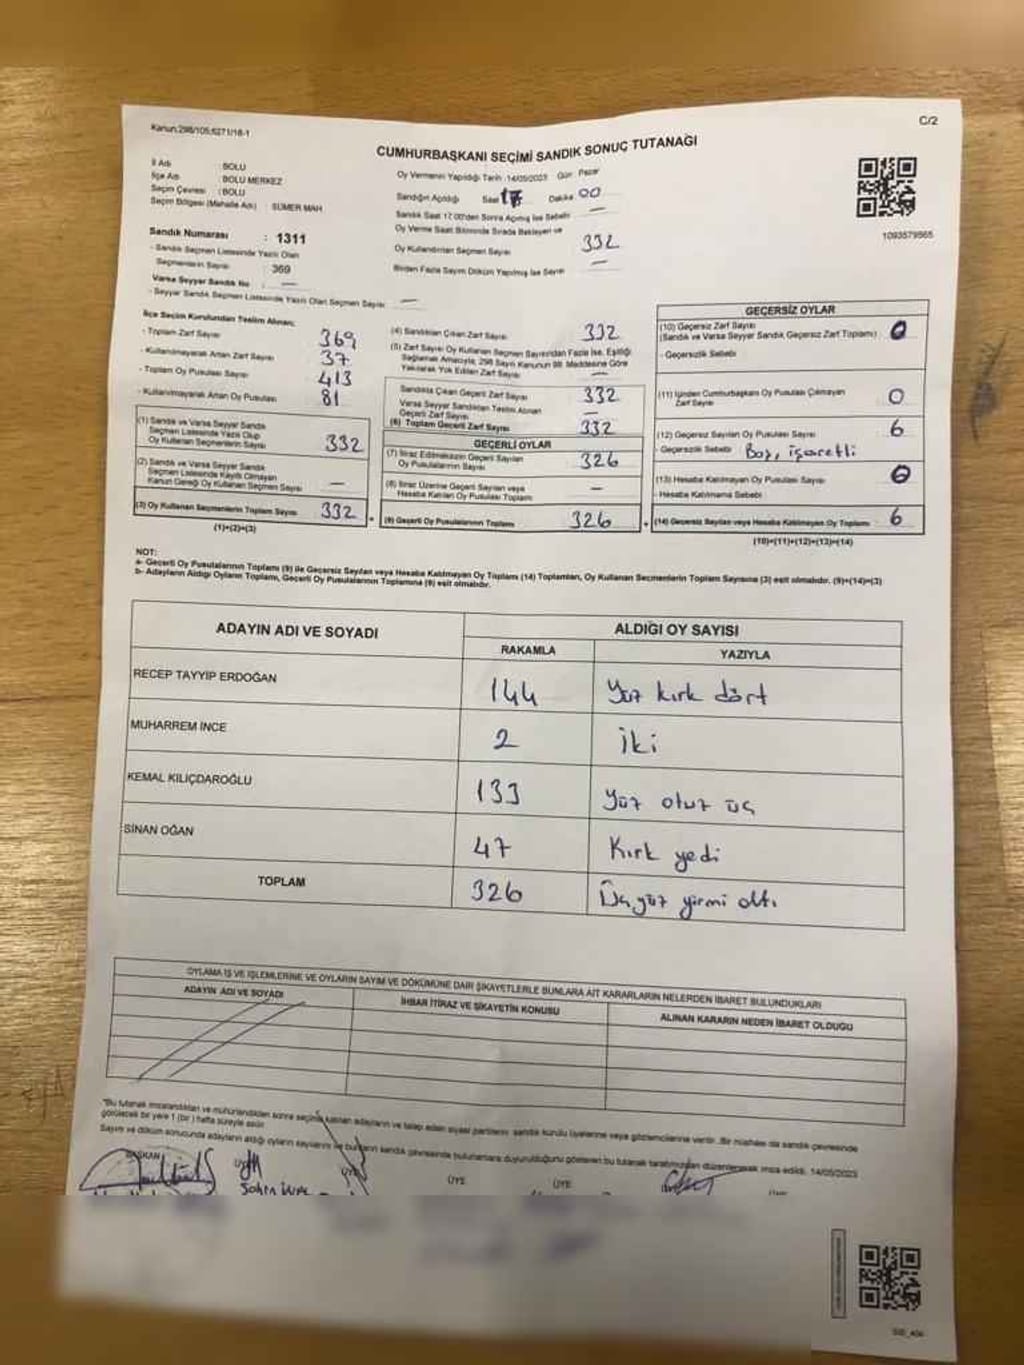 Kanun:298/105;6271/18-1
C/2
CUMHURBAŞKANI SEÇİMİ SANDIK SONUÇ TUTANAĞI
İl Adı : BOLU
İlçe Adı : BOLU MERKEZ
Seçim Çevresi : BOLU
Seçim Bölgesi (Mahalle Adı) : SÜMER MAH
Oy Vermenin Yapıldığı Tarih :14/05/2023 Gün : Pazar
Sandığın Açıldığı Saat 17 Dakika 00
Sandık Saat 17.00'den Sonra Açılmış İse Sebebi —
Oy Verme Saat Bitiminde Sırada Bekleyen ve
Oy Kullandırılan Seçmen Sayısı 332
Birden Fazla Sayım Döküm Yapılmış İse Sayısı —
1093579565
Sandık Numarası : 1311
- Sandık Seçmen Listesinde Yazılı Olan
Seçmenlerin Sayısı : 369
Varsa Seyyar Sandık No : —
- Seyyar Sandık Seçmen Listesinde Yazılı Olan Seçmen Sayısı : —
İlçe Seçim Kurulundan Teslim Alınan;
- Toplam Zarf Sayısı 369
- Kullanılmayarak Artan Zarf Sayısı 37
- Toplam Oy Pusulası Sayısı 413
- Kullanılmayarak Artan Oy Pusulası 81
(1) Sandık ve Varsa Seyyar Sandık
Seçmen Listesinde Yazılı Olup
Oy Kullanan Seçmenlerin Sayısı 332
(2) Sandık ve Varsa Seyyar Sandık
Seçmen Listesinde Kayıtlı Olmayan
Kanun Gereği Oy Kullanan Seçmen Sayısı —
(3) Oy Kullanan Seçmenlerin Toplam Sayısı 332
(1)+(2)=(3)
(4) Sandıktan Çıkan Zarf Sayısı 332
(5) Zarf Sayısı Oy Kullanan Seçmen Sayısından Fazla İse, Eşitliği
Sağlamak Amacıyla, 298 Sayılı Kanunun 98. Maddesine Göre
Yakılarak Yok Edilen Zarf Sayısı —
Sandıkta Çıkan Geçerli Zarf Sayısı 332
Varsa Seyyar Sandıktan Teslim Alınan
Geçerli Zarf Sayısı —
(6) Toplam Geçerli Zarf Sayısı 332
GEÇERLİ OYLAR
(7) İtiraz Edilmeksizin Geçerli Sayılan
Oy Pusulalarının Sayısı 326
(8) İtiraz Üzerine Geçerli Sayılan veya
Hesaba Katılan Oy Pusulası Toplamı —
= (9) Geçerli Oy Pusulalarının Toplamı 326
GEÇERSİZ OYLAR
(10) Geçersiz Zarf Sayısı
(Sandık ve Varsa Seyyar Sandık Geçersiz Zarf Toplamı) 0
- Geçersizlik Sebebi
(11) İçinden Cumhurbaşkanı Oy Pusulası Çıkmayan
Zarf Sayısı 0
(12) Geçersiz Sayılan Oy Pusulası Sayısı 6
- Geçersizlik Sebebi Boş, işaretli
(13) Hesaba Katılmayan Oy Pusulası Sayısı 0
- Hesaba Katılmama Sebebi
+ (14) Geçersiz Sayılan veya Hesaba Katılmayan Oy Toplamı 6
(10)+(11)+(12)+(13)=(14)
NOT:
a- Geçerli Oy Pusulalarının Toplamı (9) ile Geçersiz Sayılan veya Hesaba Katılmayan Oy Toplamı (14) Toplamları, Oy Kullanan Seçmenlerin Toplam Sayısına (3) eşit olmalıdır. (9)+(14)=(3)
b- Adayların Aldığı Oyların Toplamı, Geçerli Oy Pusulalarının Toplamına (9) eşit olmalıdır.
ADAYIN ADI VE SOYADI
ALDIĞI OY SAYISI
RAKAMLA YAZIYLA
RECEP TAYYİP ERDOĞAN 144 Yüz kırk dört
MUHARREM İNCE 2 iki
KEMAL KILIÇDAROĞLU 133 Yüz otuz üç
SİNAN OĞAN 47 Kırk yedi
TOPLAM 326 Üçyüz yirmi altı
OYLAMA İŞ VE İŞLEMLERİNE VE OYLARIN SAYIM VE DÖKÜMÜNE DAİR ŞİKAYETLERLE BUNLARA AİT KARARLARIN NELERDEN İBARET BULUNDUKLARI
ADAYIN ADI VE SOYADI İHBAR İTİRAZ VE ŞİKAYETİN KONUSU ALINAN KARARIN NEDEN İBARET OLDUĞU
*Bu tutanak imzalandıktan ve mühürlendikten sonra seçime katılan adayların ve talep eden siyasi partilerin sandık kurulu üyelerine veya gözlemcilerine verilir. Bir nüshası da sandık çevresinde
görülecek bir yere 1 (bir) hafta süreyle asılır.
Sayım ve döküm sonucunda adayların aldığı oyların sayılarını ve bunların sandık çevresinde bulunanlara duyurulduğunu gösteren bu tutanak tarafımızdan düzenlenerek imza edildi. 14/05/2023
BAŞKAN ÜYE ÜYE ÜYE ÜYE